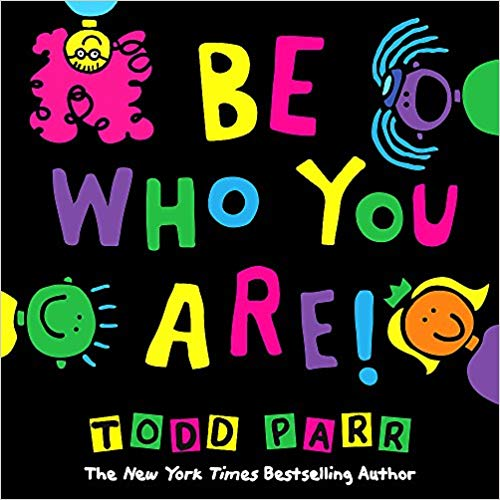 BE
WHO YOU
ARE!
TODD PARR
The New York Times Bestselling Author